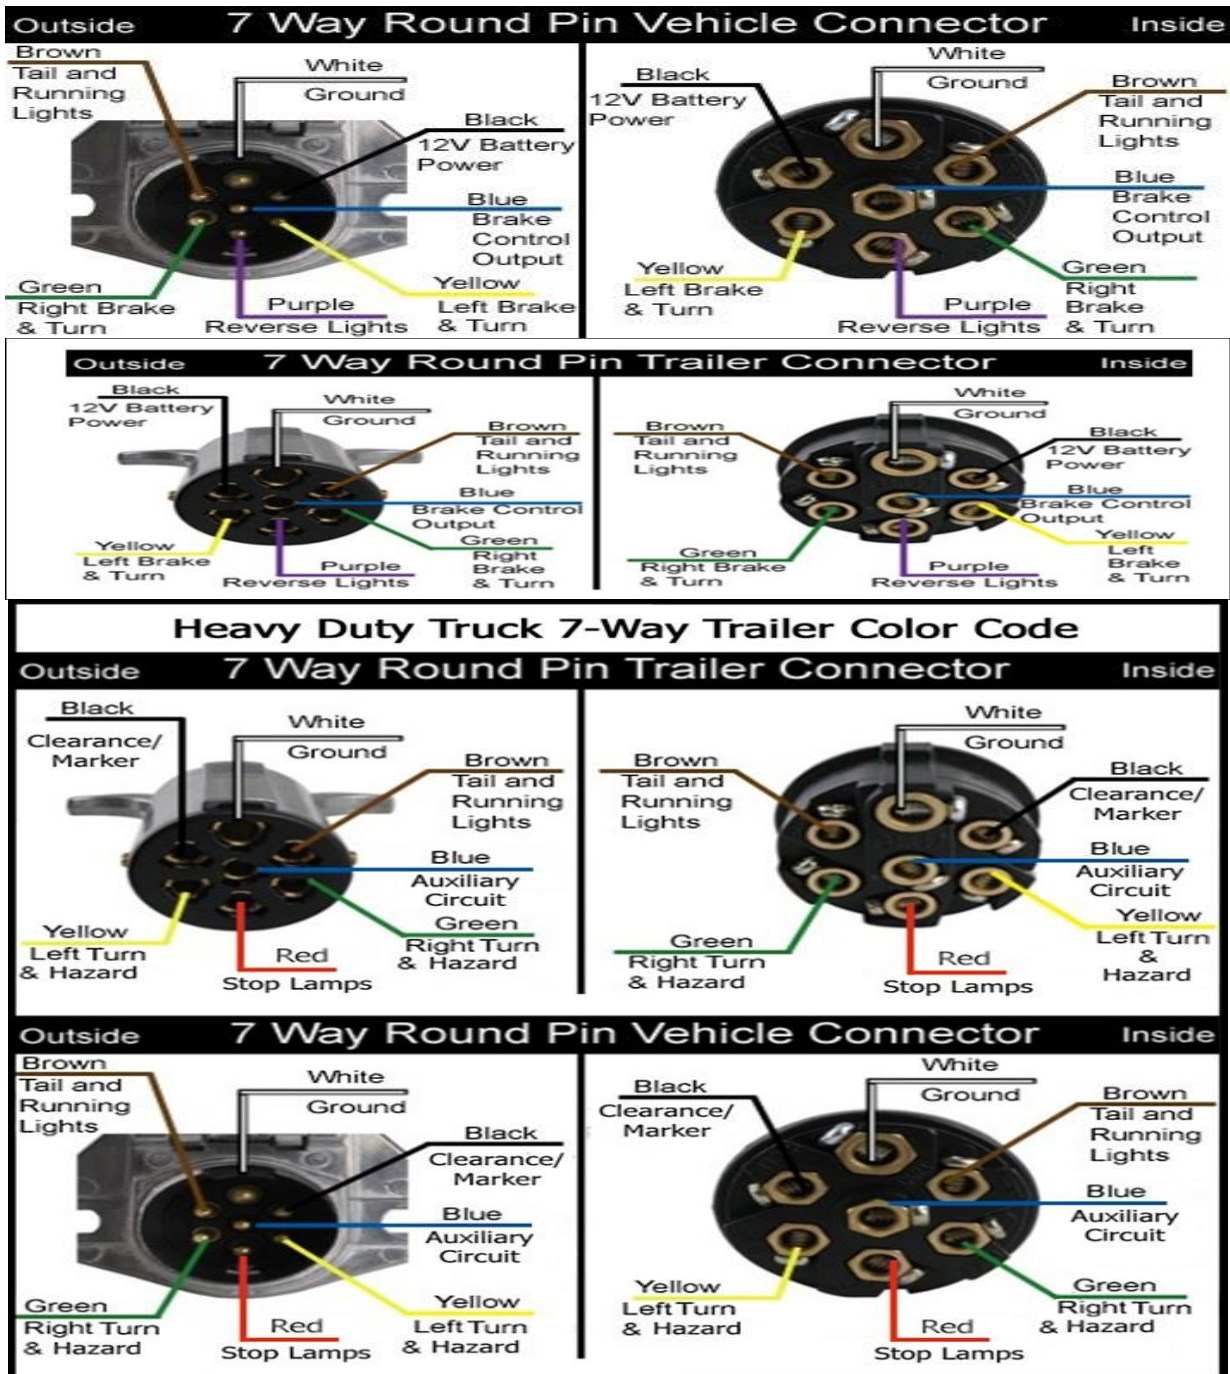 Outside 7 Way Round Pin Vehicle Connector Inside
Brown
Tail and
Running
Lights
White
Ground
Black
12V Battery
Power
Blue
Brake
Control
Output
Green
Right Brake
& Turn
Purple
Reverse Lights
Yellow
Left Brake
& Turn
Black
12V Battery
Power
White
Ground
Brown
Tail and
Running
Lights
Blue
Brake
Control
Output
Yellow
Left Brake
& Turn
Purple
Reverse Lights
Green
Right
Brake
& Turn
Outside 7 Way Round Pin Trailer Connector Inside
Black
12V Battery
Power
White
Ground
Brown
Tail and
Running
Lights
Blue
Brake Control
Output
Yellow
Left Brake
& Turn
Purple
Reverse Lights
Green
Right
Brake
& Turn
Brown
Tail and
Running
Lights
White
Ground
Black
12V Battery
Power
Blue
Brake Control
Output
Green
Right Brake
& Turn
Purple
Reverse Lights
Yellow
Left
Brake
& Turn
Heavy Duty Truck 7-Way Trailer Color Code
Outside 7 Way Round Pin Trailer Connector Inside
Black
Clearance/
Marker
White
Ground
Brown
Tail and
Running
Lights
Blue
Auxiliary
Circuit
Yellow
Left Turn
& Hazard
Red
Stop Lamps
Green
Right Turn
& Hazard
Brown
Tail and
Running
Lights
White
Ground
Black
Clearance/
Marker
Blue
Auxiliary
Circuit
Green
Right Turn
& Hazard
Red
Stop Lamps
Yellow
Left Turn
&
Hazard
Outside 7 Way Round Pin Vehicle Connector Inside
Brown
Tail and
Running
Lights
White
Ground
Black
Clearance/
Marker
Blue
Auxiliary
Circuit
Green
Right Turn
& Hazard
Red
Stop Lamps
Yellow
Left Turn
& Hazard
Black
Clearance/
Marker
White
Ground
Brown
Tail and
Running
Lights
Blue
Auxiliary
Circuit
Yellow
Left Turn
& Hazard
Red
Stop Lamps
Green
Right Turn
& Hazard